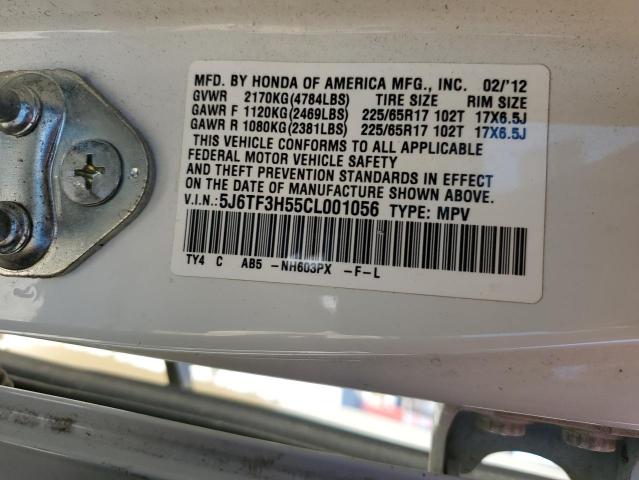 MFD. BY HONDA OF AMERICA MFG., INC. 02/'12
GVWR 2170KG(4784LBS) TIRE SIZE RIM SIZE
GAWR F 1120KG(2469LBS) 225/65R17 102T 17X6.5J
GAWR R 1080KG(2381LBS) 225/65R17 102T 17X6.5J
THIS VEHICLE CONFORMS TO ALL APPLICABLE
FEDERAL MOTOR VEHICLE SAFETY
AND THEFT PREVENTION STANDARDS IN EFFECT
ON THE DATE OF MANUFACTURE SHOWN ABOVE.
V.I.N.:5J6TF3H55CL001056 TYPE: MPV
TY4 C AB5 -NH603PX -F-L